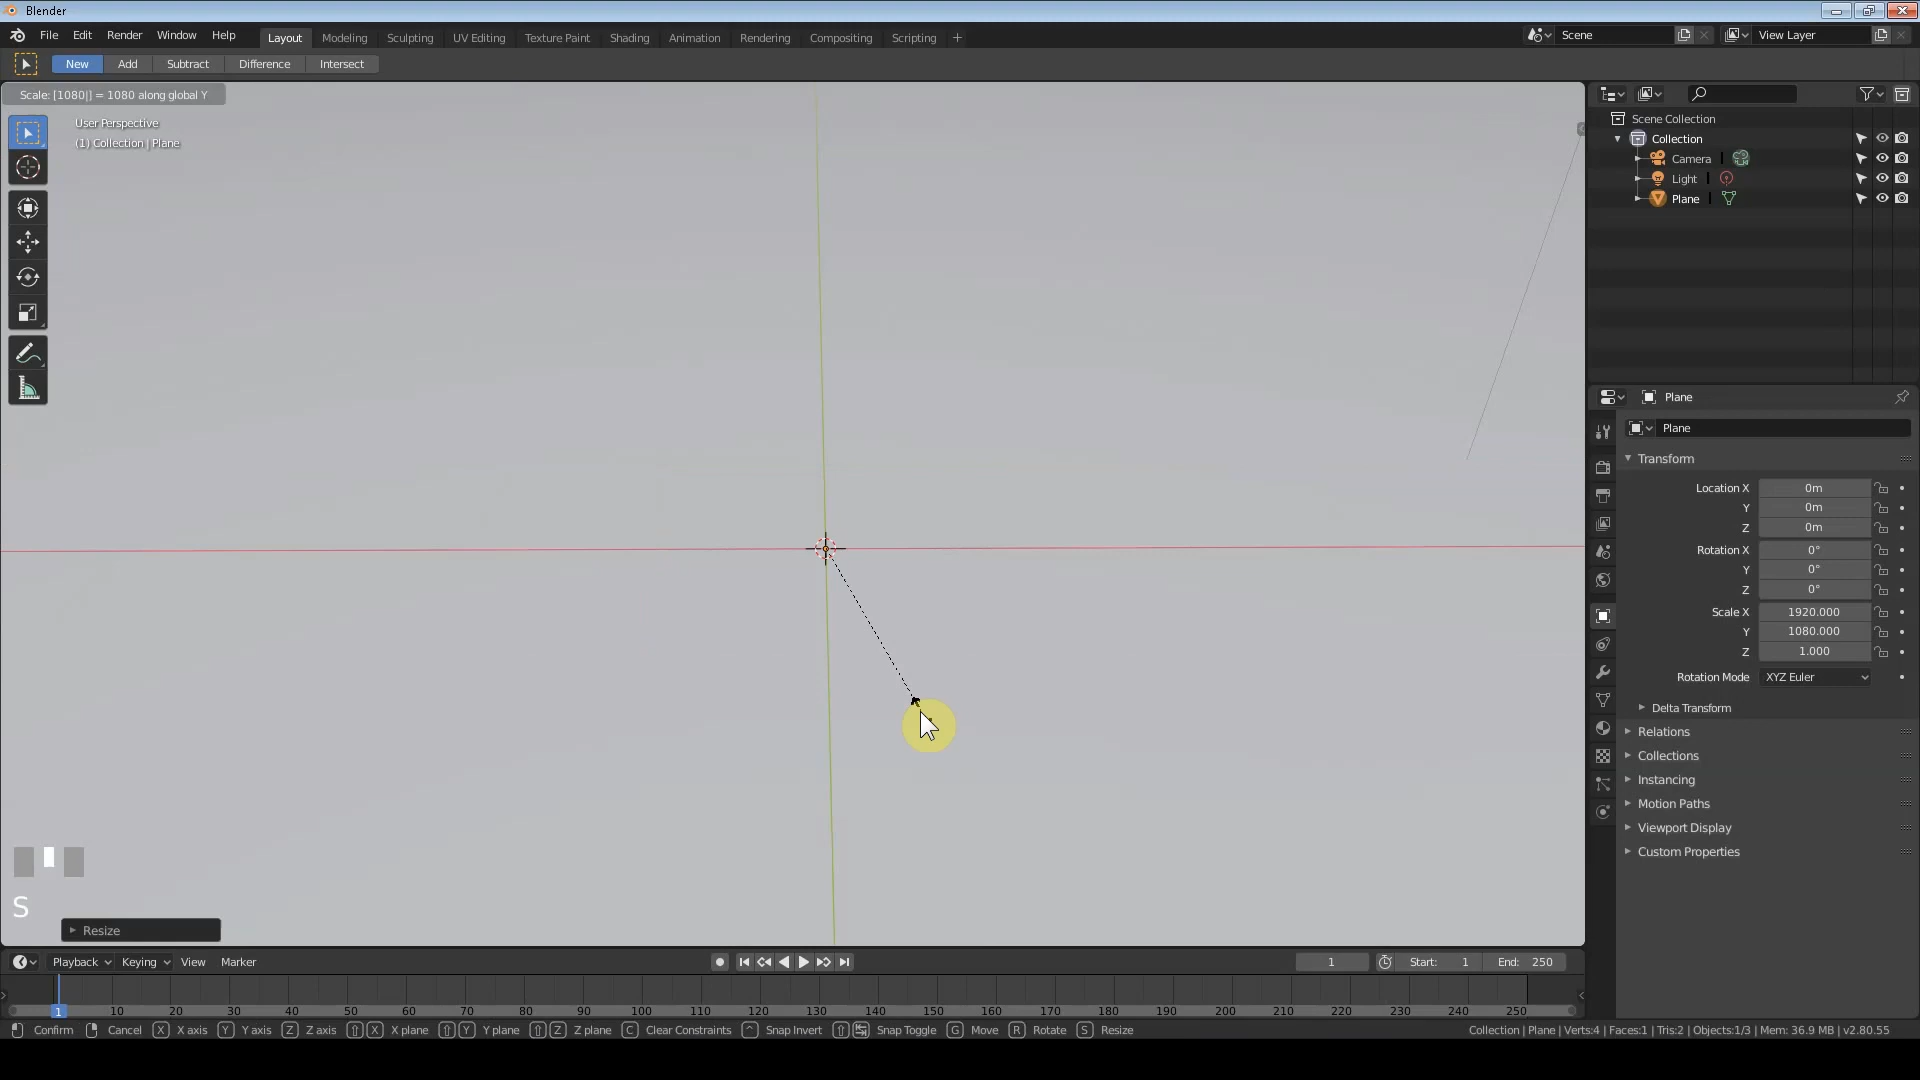 Blender
File Edit Render Window Help Layout Modeling Sculpting UV Editing Texture Paint Shading Animation Rendering Compositing Scripting + Scene View Layer
New Add Subtract Difference Intersect
Scale: [1080|] = 1080 along global Y
User Perspective
(1) Collection | Plane
Scene Collection
Collection
Camera
Light
Plane
Plane
Plane
Transform
Location X 0m
Y 0m
Z 0m
Rotation X 0°
Y 0°
Z 0°
Scale X 1920.000
Y 1080.000
Z 1.000
Rotation Mode XYZ Euler
Delta Transform
Relations
Collections
Instancing
Motion Paths
Viewport Display
Custom Properties
S
Resize
Playback Keying View Marker 1 Start: 1 End: 250
1 10 20 30 40 50 60 70 80 90 100 110 120 130 140 150 160 170 180 190 200 210 220 230 240 250
Confirm Cancel X X axis Y Y axis Z Z axis X X plane Y Y plane Z Z plane C Clear Constraints ^ Snap Invert Snap Toggle G Move R Rotate S Resize Collection | Plane | Verts:4 | Faces:1 | Tris:2 | Objects:1/3 | Mem: 36.9 MB | v2.80.55